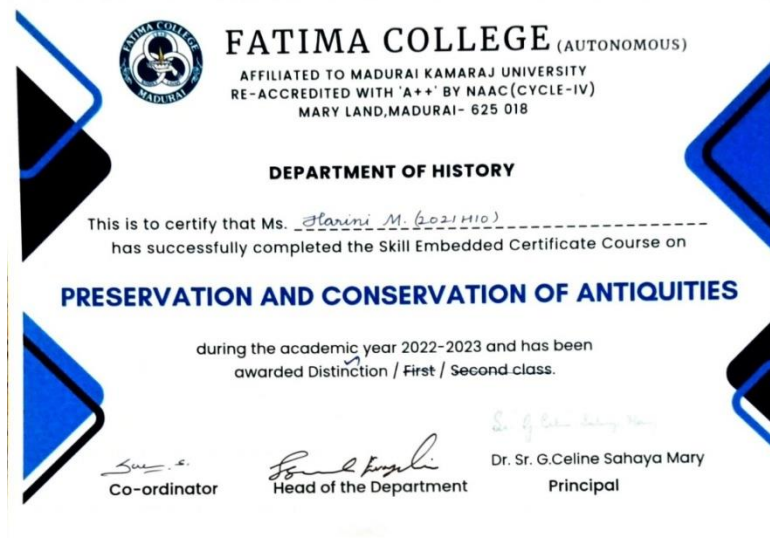 FATIMA COLLEGE
MADURAI
FATIMA COLLEGE (AUTONOMOUS)
AFFILIATED TO MADURAI KAMARAJ UNIVERSITY
RE-ACCREDITED WITH 'A++' BY NAAC(CYCLE-IV)
MARY LAND,MADURAI- 625 018
DEPARTMENT OF HISTORY
This is to certify that Ms. Harini M. (2021H10)
has successfully completed the Skill Embedded Certificate Course on
PRESERVATION AND CONSERVATION OF ANTIQUITIES
during the academic year 2022-2023 and has been
awarded Distinction / First / Second class.
Dr. Sr. G.Celine Sahaya Mary
Co-ordinator Head of the Department Principal